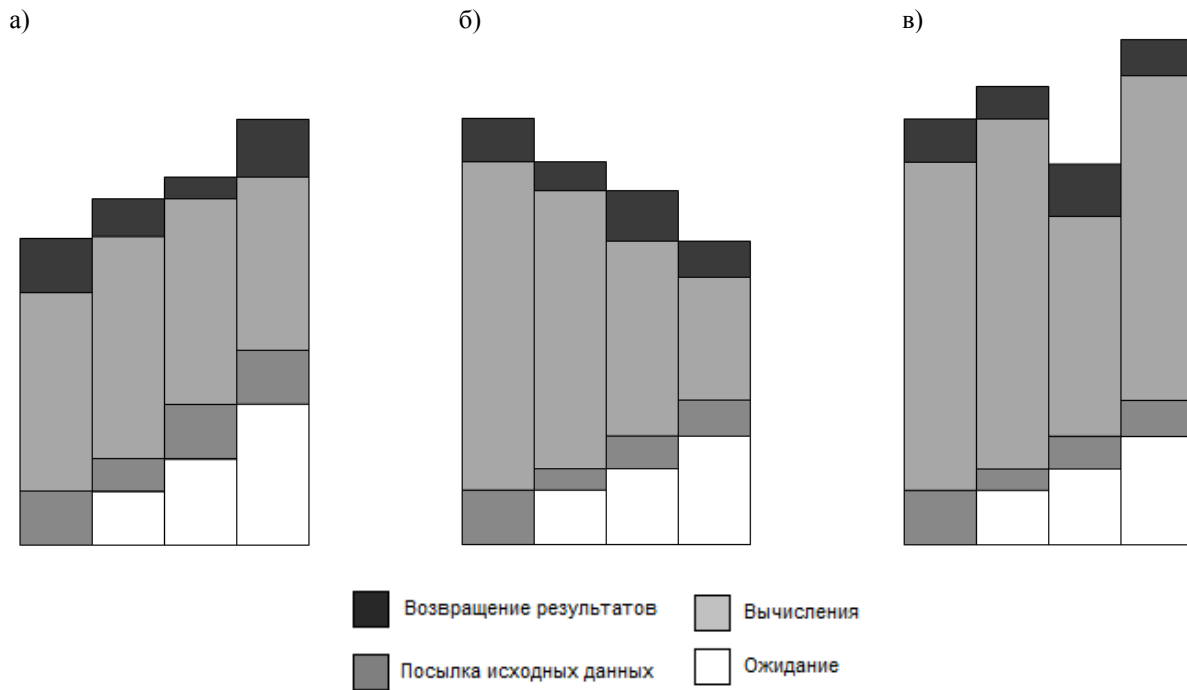 а)
б)
в)
Возвращение результатов
Вычисления
Посылка исходных данных
Ожидание